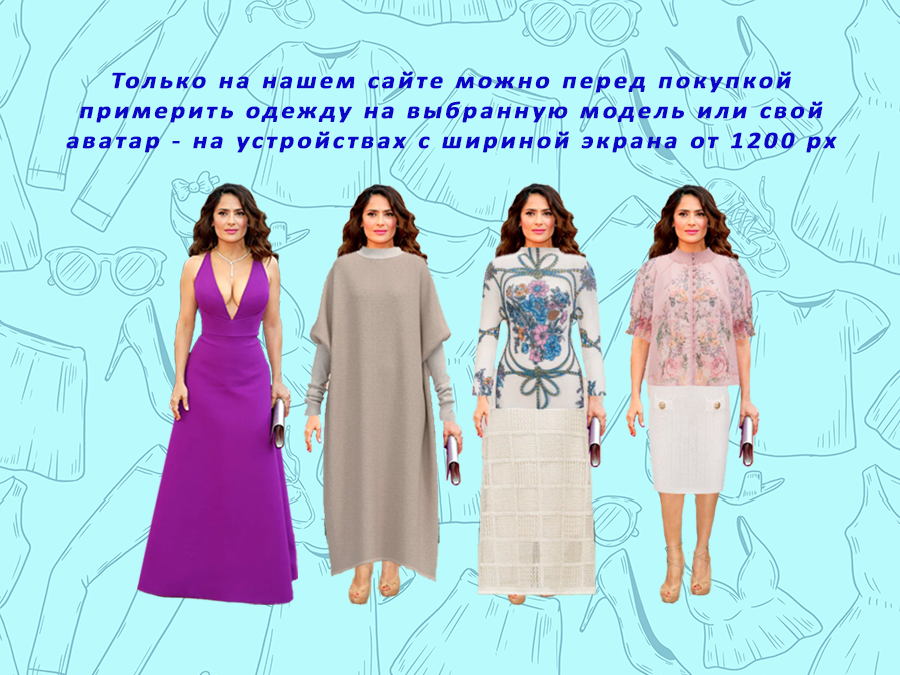 Только на нашем сайте можно перед покупкой
примерить одежду на выбранную модель или свой
аватар - на устройствах с шириной экрана от 1200 px